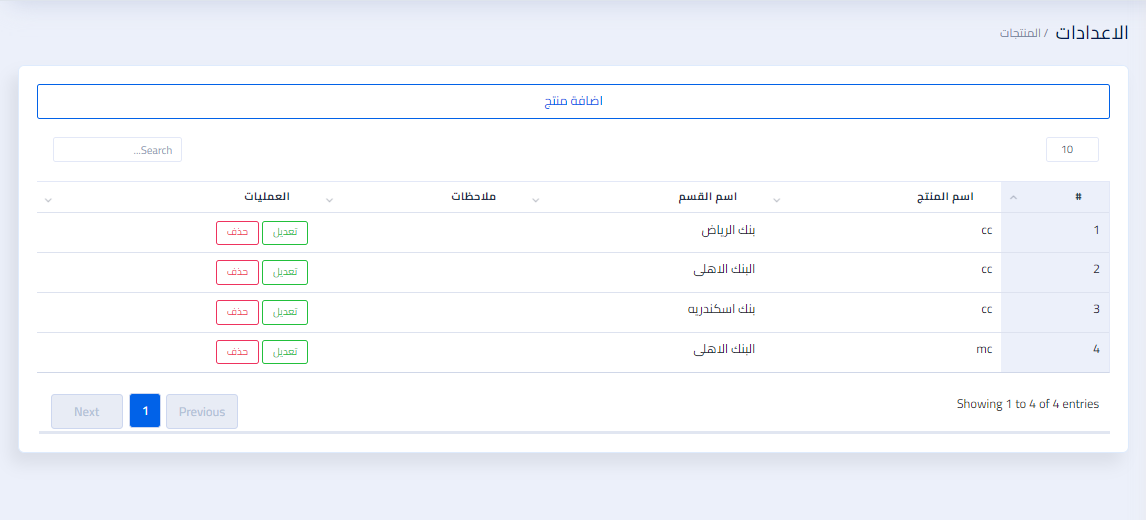 الاعدادات / المنتجات
اضافة منتج
10 Search...
# اسم المنتج اسم القسم ملاحظات العمليات
1 cc بنك الرياض تعديل حذف
2 cc البنك الاهلى تعديل حذف
3 cc بنك اسكندريه تعديل حذف
4 mc البنك الاهلى تعديل حذف
Showing 1 to 4 of 4 entries Previous 1 Next